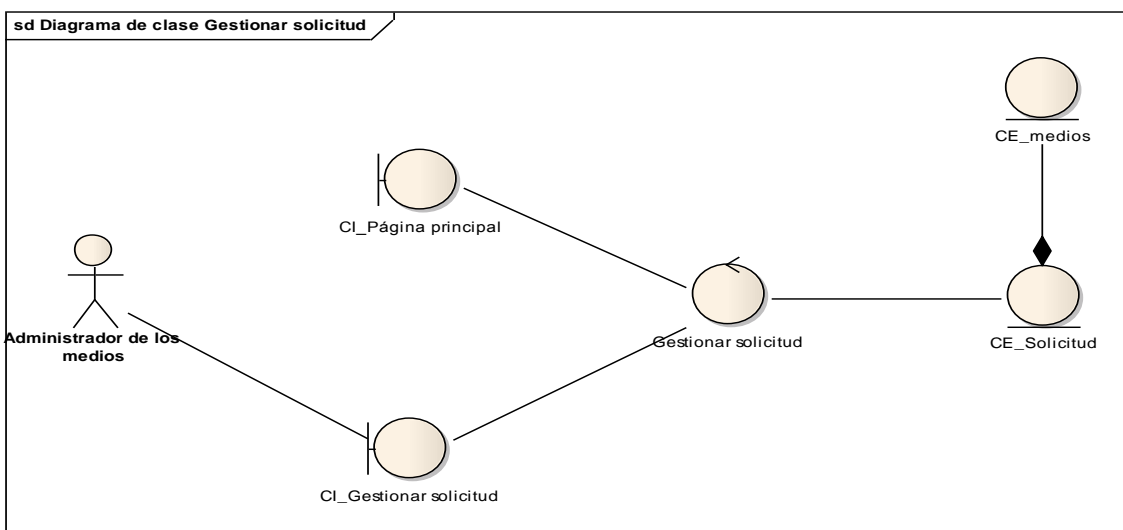 sd Diagrama de clase Gestionar solicitud
CE_medios
CI_Página principal
Administrador de los
medios
Gestionar solicitud
CE_Solicitud
CI_Gestionar solicitud